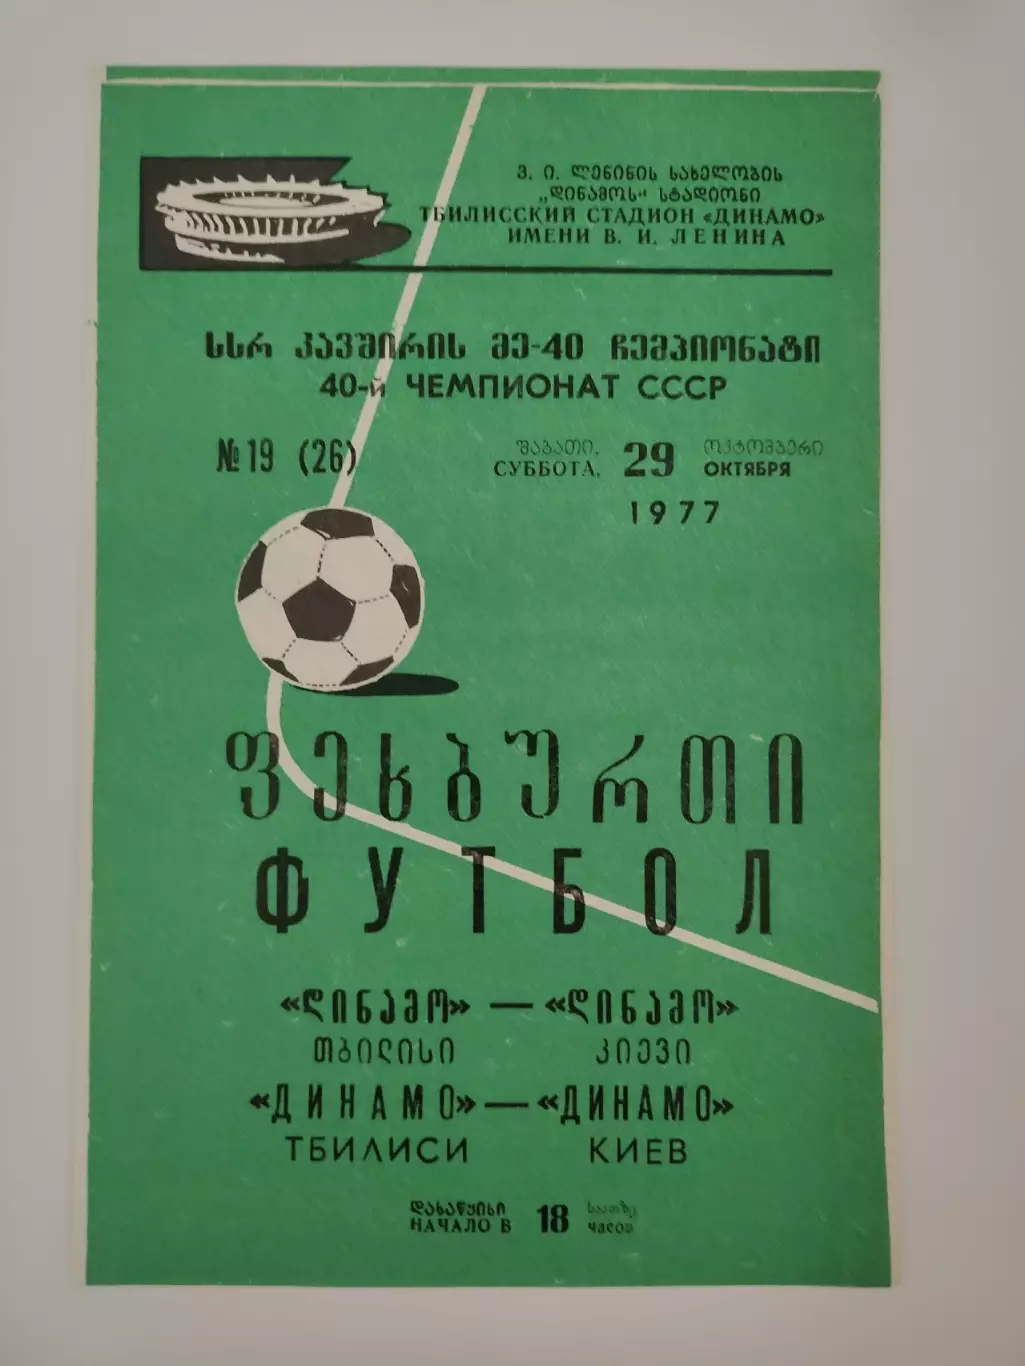 ვ. ი. ლენინის სახელობის
„დინამოს“ სტადიონი
ТБИЛИССКИЙ СТАДИОН «ДИНАМО»
ИМЕНИ В. И. ЛЕНИНА
სსრ კავშირის მე-40 ჩემპიონატი
40-й ЧЕМПИОНАТ СССР
№19 (26)
შაბათი, 29 ოქტომბერი
СУББОТА, ОКТЯБРЯ
1977
ფეხბურთი
ФУТБОЛ
«დინამო» — «დინამო»
თბილისი კიევი
«ДИНАМО» — «ДИНАМО»
ТБИЛИСИ КИЕВ
დასაწყისი 18 საათზე
НАЧАЛО В часов